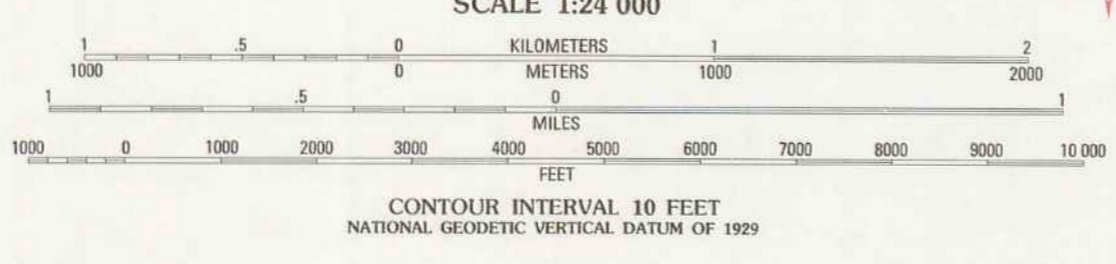 SCALE 1:24 000
1 .5 0 KILOMETERS 1 2
1000 0 METERS 1000 2000
1 .5 0 1
MILES
1000 0 1000 2000 3000 4000 5000 6000 7000 8000 9000 10 000
FEET
CONTOUR INTERVAL 10 FEET
NATIONAL GEODETIC VERTICAL DATUM OF 1929